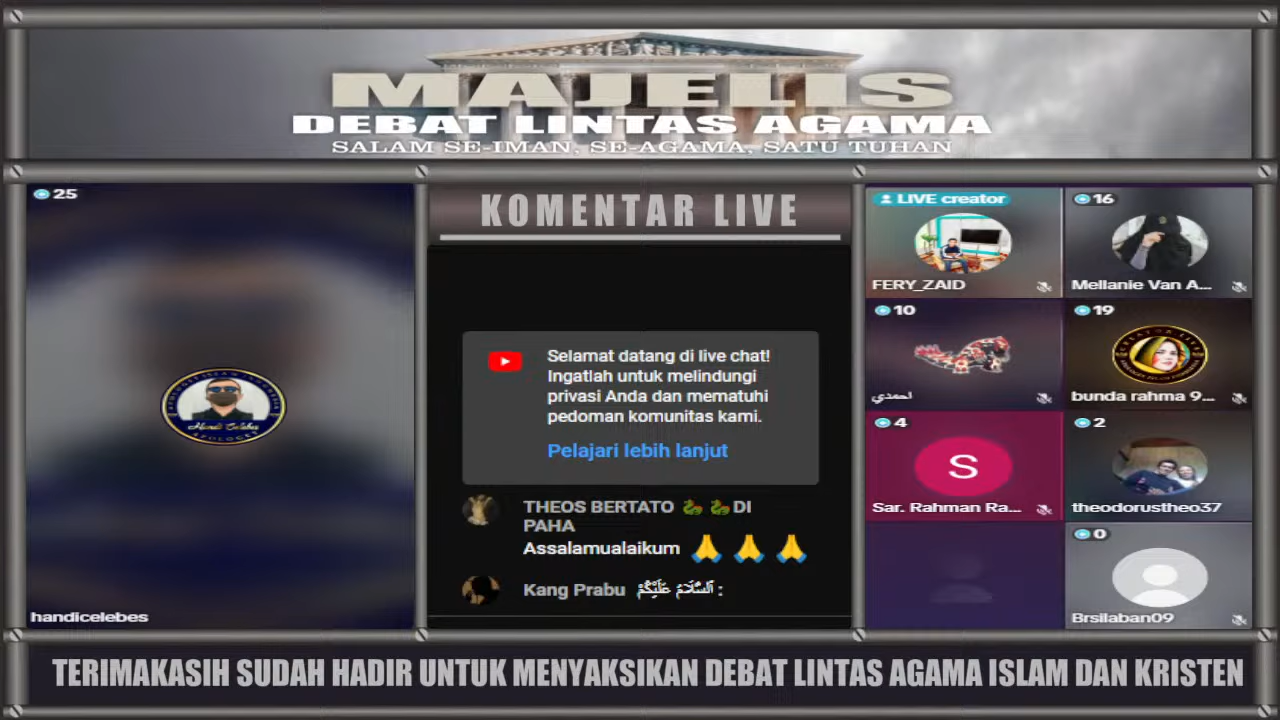 MAJELIS
DEBAT LINTAS AGAMA
SALAM SE-IMAN, SE-AGAMA, SATU TUHAN
25
handicelebes
KOMENTAR LIVE
Selamat datang di live chat!
Ingatlah untuk melindungi
privasi Anda dan mematuhi
pedoman komunitas kami.
Pelajari lebih lanjut
THEOS BERTATO 🐍 🐍DI
PAHA
Assalamualaikum 🙏 🙏 🙏
Kang Prabu اَلسَّلَامُ عَلَيْكُمْ :
LIVE creator
FERY_ZAID
16
Mellanie Van A...
10
احمدي
19
bunda rahma 9...
4
S
Sar. Rahman Ra...
2
theodorustheo37
0
Brsilaban09
TERIMAKASIH SUDAH HADIR UNTUK MENYAKSIKAN DEBAT LINTAS AGAMA ISLAM DAN KRISTEN